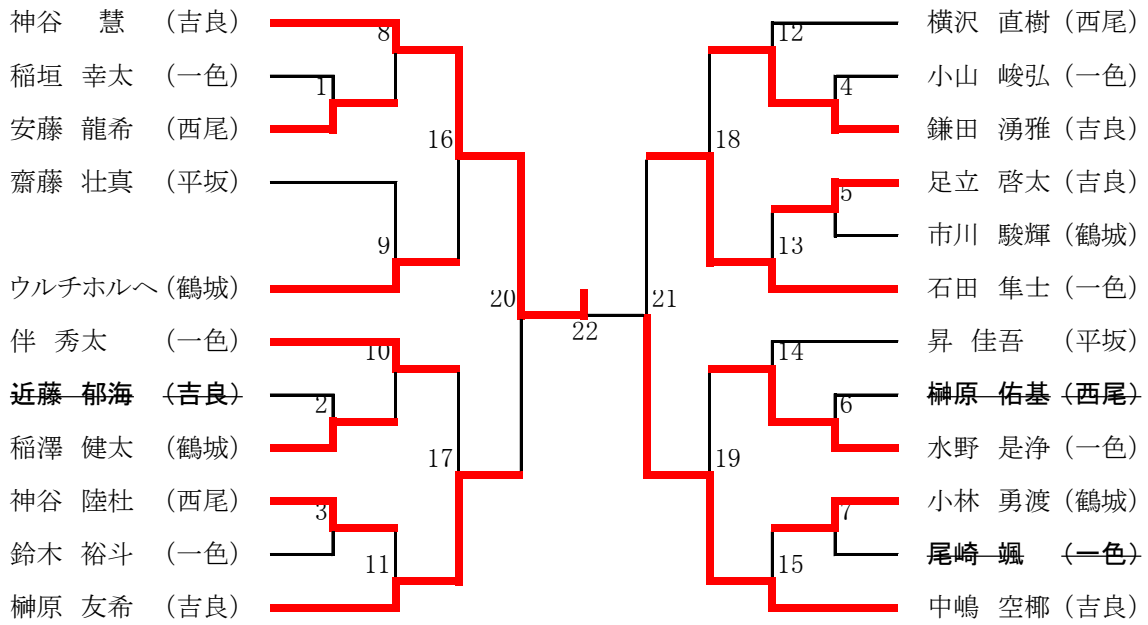 神谷 慧 (吉良)
稲垣 幸太 (一色)
安藤 龍希 (西尾)
齋藤 壮真 (平坂)
ウルチホルヘ (鶴城)
伴 秀太 (一色)
近藤 郁海 (吉良)
稲澤 健太 (鶴城)
神谷 陸杜 (西尾)
鈴木 裕斗 (一色)
榊原 友希 (吉良)
8
1
16
9
20
10
2
17
3
11
22
12
4
18
5
13
21
14
6
19
7
15
横沢 直樹 (西尾)
小山 峻弘 (一色)
鎌田 湧雅 (吉良)
足立 啓太 (吉良)
市川 駿輝 (鶴城)
石田 隼士 (一色)
昇 佳吾 (平坂)
榊原 佑基 (西尾)
水野 是浄 (一色)
小林 勇渡 (鶴城)
尾崎 颯 (一色)
中嶋 空椰 (吉良)